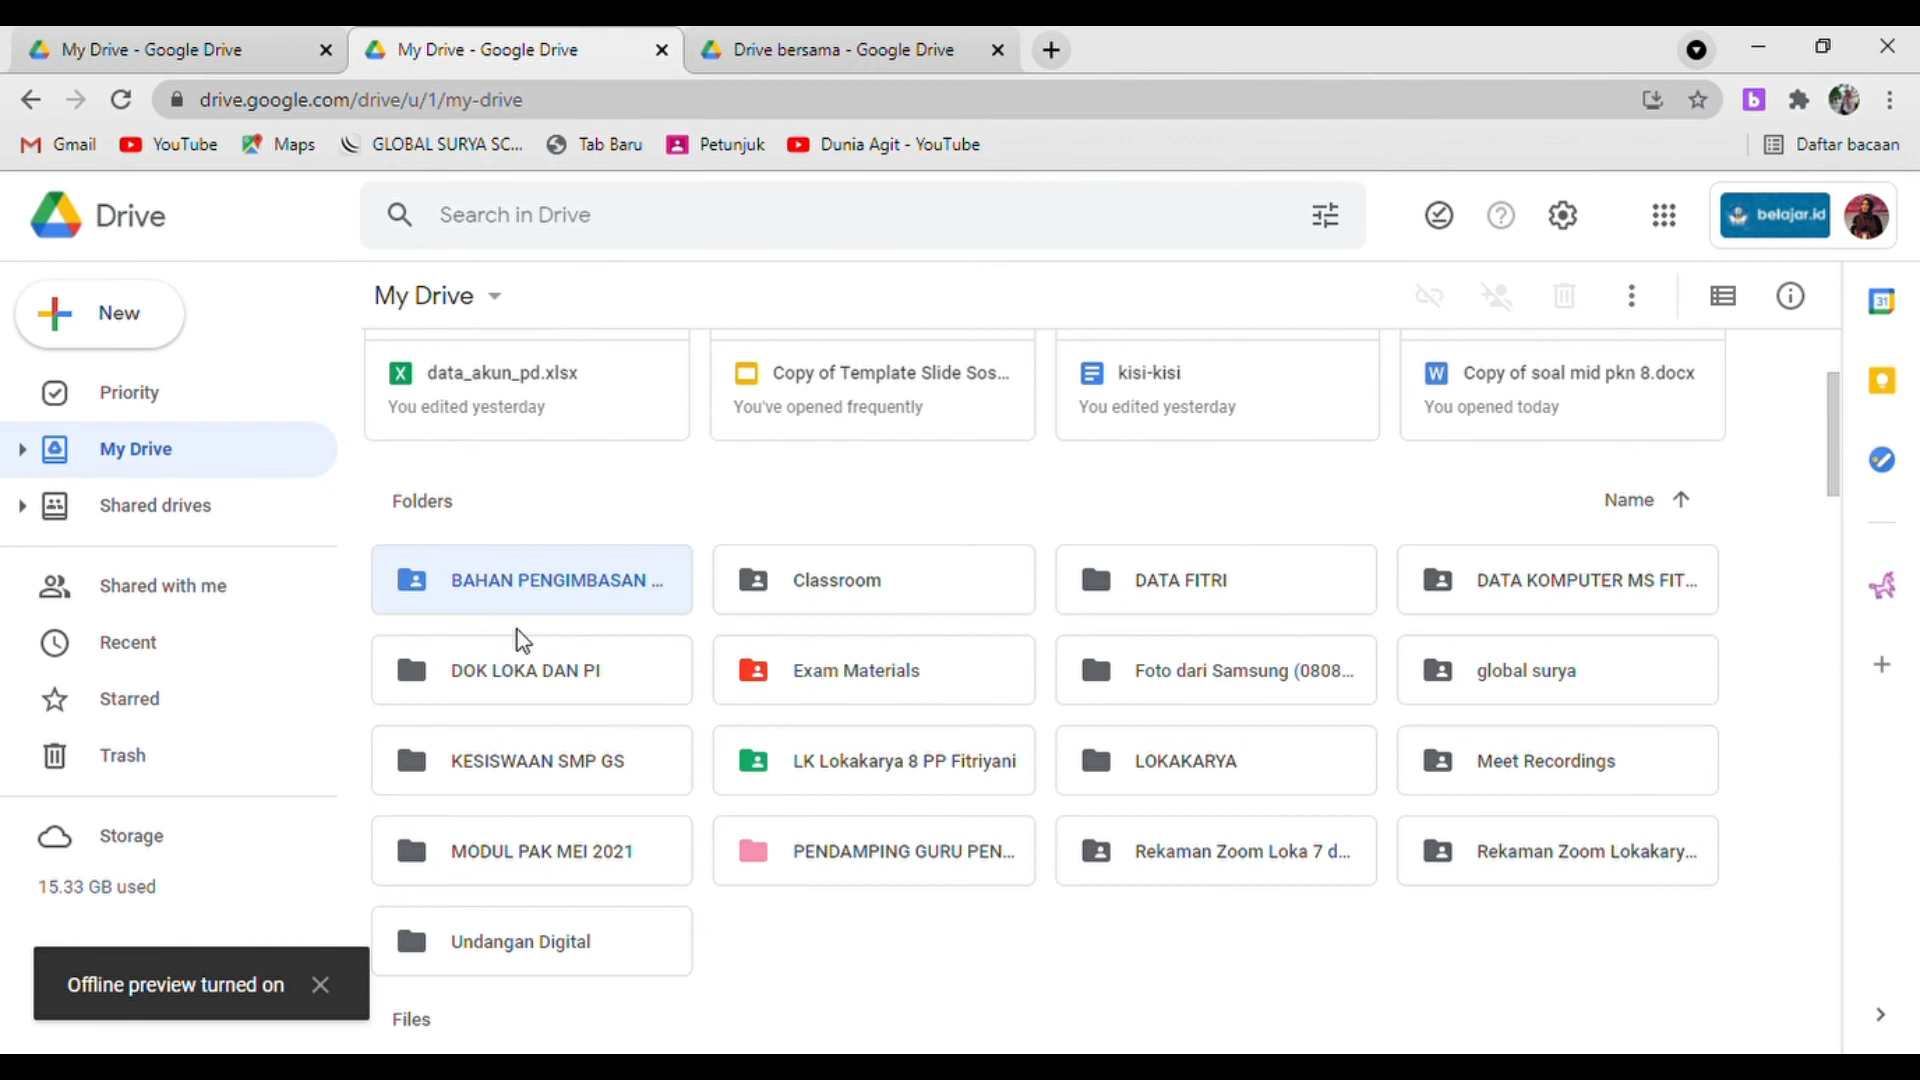 My Drive - Google Drive
My Drive - Google Drive
Drive bersama - Google Drive
drive.google.com/drive/u/1/my-drive
Gmail
YouTube
Maps
GLOBAL SURYA SC...
Tab Baru
Petunjuk
Dunia Agit - YouTube
Daftar bacaan
Drive
Search in Drive
belajar.id
New
My Drive
31
Priority
My Drive
Shared drives
Shared with me
Recent
Starred
Trash
Storage
15.33 GB used
data_akun_pd.xlsx
You edited yesterday
Copy of Template Slide Sos...
You've opened frequently
kisi-kisi
You edited yesterday
Copy of soal mid pkn 8.docx
You opened today
Folders
Name
BAHAN PENGIMBASAN ...
Classroom
DATA FITRI
DATA KOMPUTER MS FIT...
DOK LOKA DAN PI
Exam Materials
Foto dari Samsung (0808...
global surya
KESISWAAN SMP GS
LK Lokakarya 8 PP Fitriyani
LOKAKARYA
Meet Recordings
MODUL PAK MEI 2021
PENDAMPING GURU PEN...
Rekaman Zoom Loka 7 d...
Rekaman Zoom Lokakary...
Undangan Digital
Offline preview turned on
Files